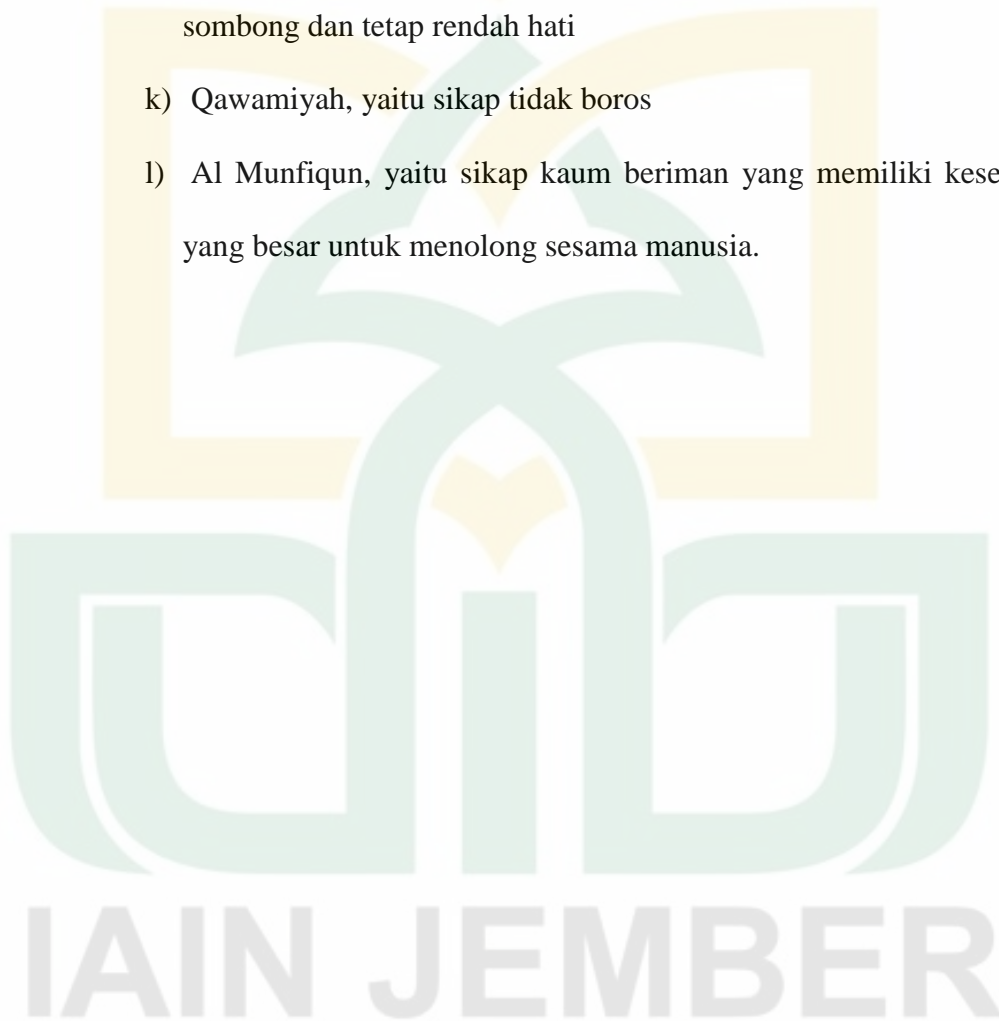 sombong dan tetap rendah hati
k) Qawamiyah, yaitu sikap tidak boros
l) Al Munfiqun, yaitu sikap kaum beriman yang memiliki kese
yang besar untuk menolong sesama manusia.
IAIN JEMBER